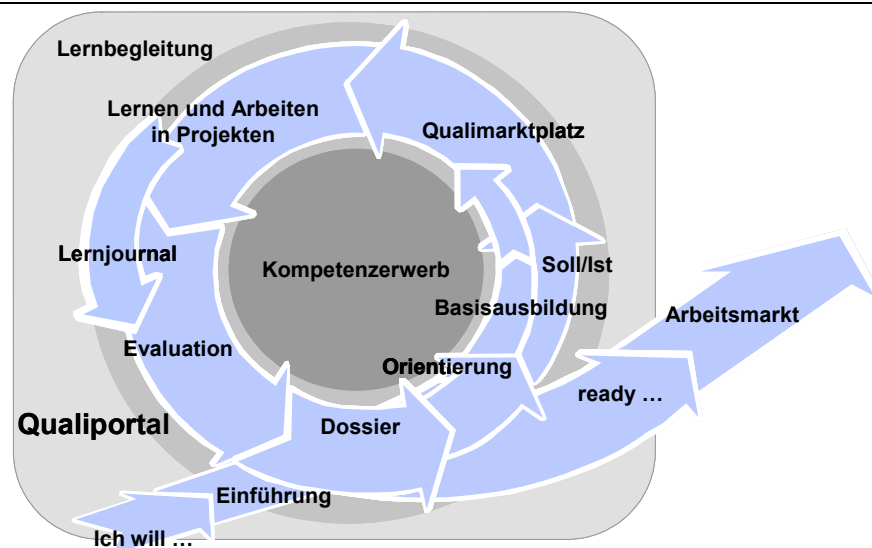 Lernbegleitung
Lernen und Arbeiten
in Projekten
Qualimarktplatz
Lernjournal
Kompetenzerwerb
Soll/Ist
Basisausbildung
Arbeitsmarkt
Evaluation
Orientierung
ready …
Qualiportal
Dossier
Einführung
Ich will …